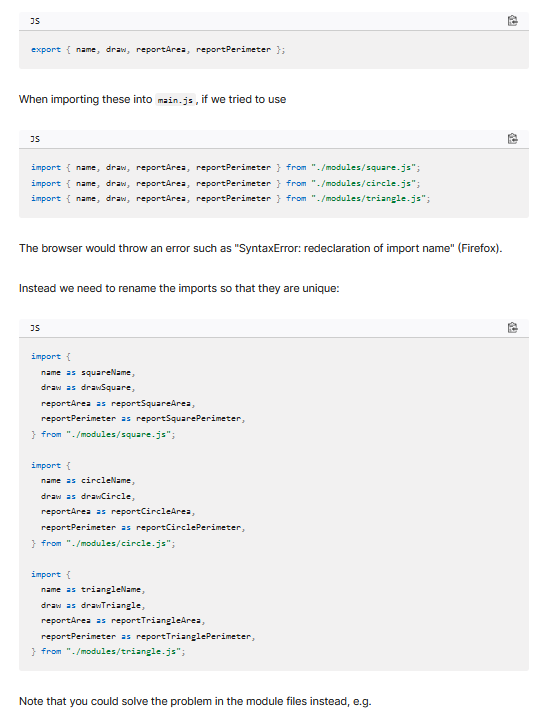 JS
export { name, draw, reportArea, reportPerimeter };
When importing these into main.js, if we tried to use
JS
import { name, draw, reportArea, reportPerimeter } from "./modules/square.js";
import { name, draw, reportArea, reportPerimeter } from "./modules/circle.js";
import { name, draw, reportArea, reportPerimeter } from "./modules/triangle.js";
The browser would throw an error such as "SyntaxError: redeclaration of import name" (Firefox).
Instead we need to rename the imports so that they are unique:
JS
import {
  name as squareName,
  draw as drawSquare,
  reportArea as reportSquareArea,
  reportPerimeter as reportSquarePerimeter,
} from "./modules/square.js";
import {
  name as circleName,
  draw as drawCircle,
  reportArea as reportCircleArea,
  reportPerimeter as reportCirclePerimeter,
} from "./modules/circle.js";
import {
  name as triangleName,
  draw as drawTriangle,
  reportArea as reportTriangleArea,
  reportPerimeter as reportTrianglePerimeter,
} from "./modules/triangle.js";
Note that you could solve the problem in the module files instead, e.g.